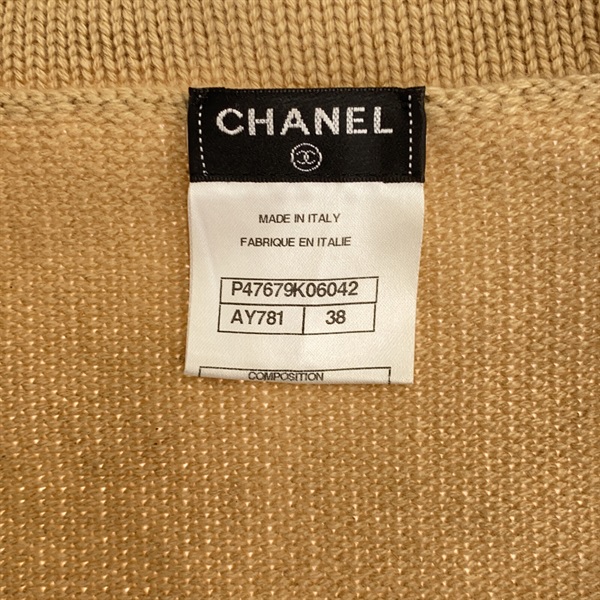 CHANEL
MADE IN ITALY
FABRIQUE EN ITALIE
P47679K06042
AY781 38
COMPOSITION